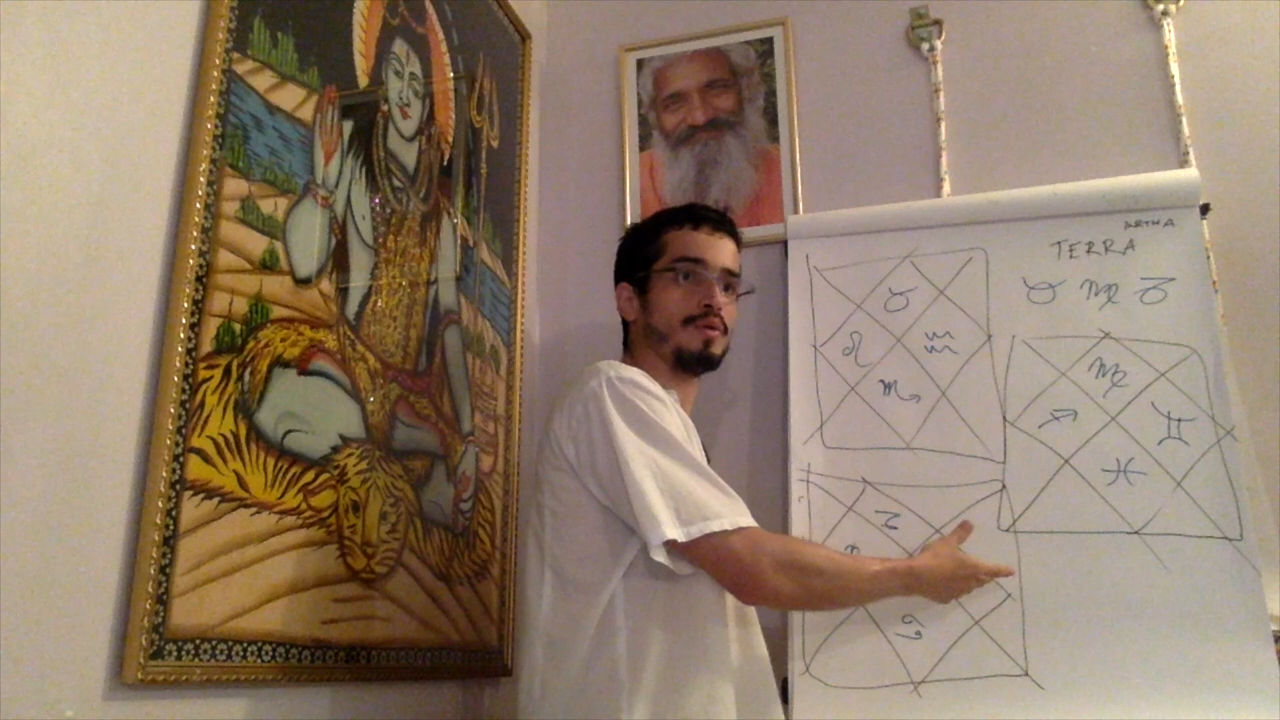 ARTHA
TERRA
♉ ♍ ♑
♉
♌ ♒
♏
♍
♐ ♊
♓
♑
♋